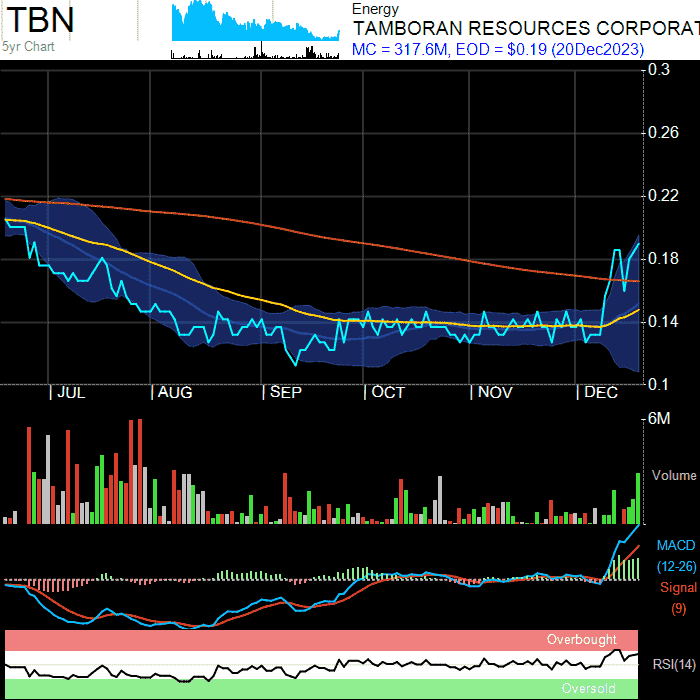 TBN
5yr Chart
Energy
TAMBORAN RESOURCES CORPORAT
MC = 317.6M, EOD = $0.19 (20Dec2023)
0.3
0.26
0.22
0.18
0.14
0.1
JUL
AUG
SEP
OCT
NOV
DEC
6M
Volume
MACD
(12-26)
Signal
(9)
Overbought
RSI(14)
Oversold